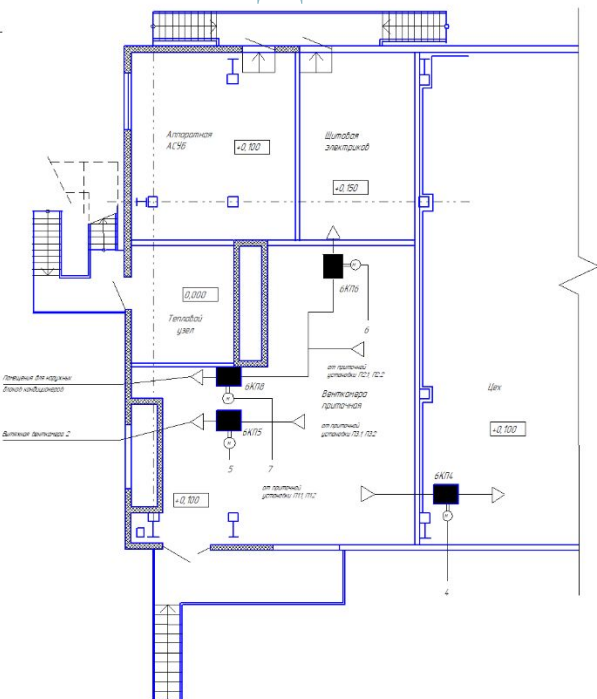 Аппаратная
АСУБ
+0,100
Щитовая
электриков
+0,150
0,000
Тепловой
узел
6КП6
м
6
от приточной
установки П2.1, П2.2
Помещения для наружных
блоков кондиционеров
6КП8
м
Венткамера
приточная
Цех
+0,100
от приточной
установки П3.1 П3.2
Вытяжная венткамера 2
6КП5
м
5
7
6КП4
от приточной
установки П1.1, П1.2
+0,100
м
4